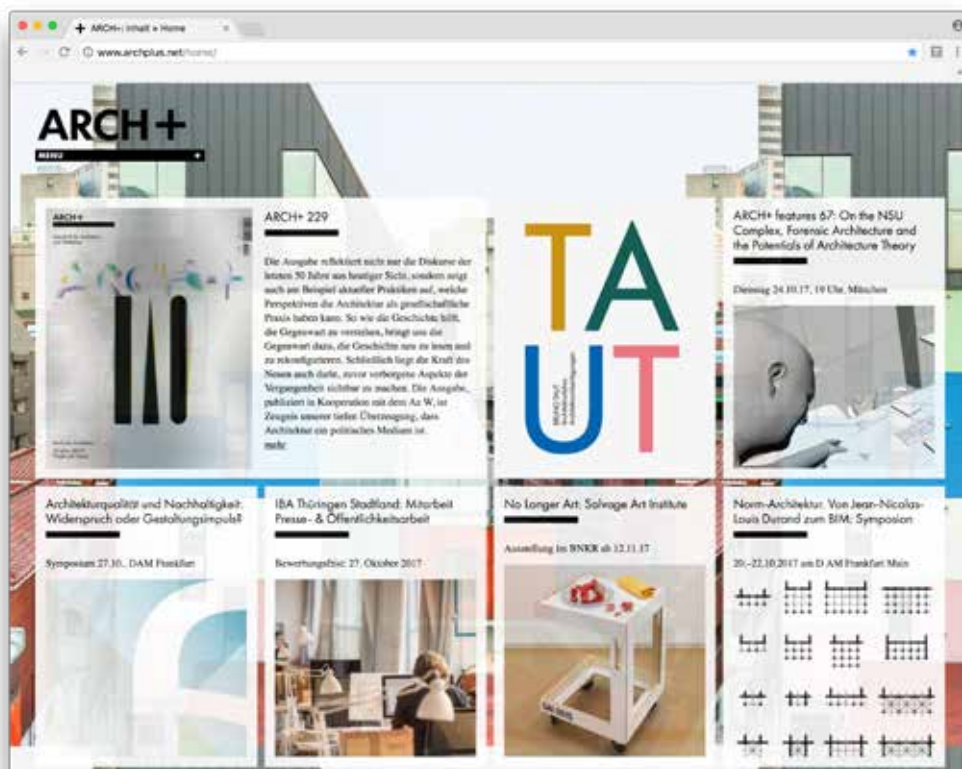 ARCH+: Inhalt » Home
www.archplus.net/home/
ARCH+
MENU +
ARCH+
ARCH+ 229
Die Ausgabe reflektiert nicht nur die Diskurse der
letzten 50 Jahre aus heutiger Sicht, sondern zeigt
auch am Beispiel aktueller Praktiken auf, welche
Perspektiven die Architektur als gesellschaftliche
Praxis haben kann. So wie die Geschichte hilft,
die Gegenwart zu verstehen, bringt uns die
Gegenwart dazu, die Geschichte neu zu lesen und
zu rekonfigurieren. Schließlich liegt die Kraft des
Neuen auch darin, zuvor verborgene Aspekte der
Vergangenheit sichtbar zu machen. Die Ausgabe,
publiziert in Kooperation mit dem Az W, ist
Zeugnis unserer tiefen Überzeugung, dass
Architektur ein politisches Medium ist.
mehr
TA
UT
BRUNO TAUT
ARCH+ features 67: On the NSU
Complex, Forensic Architecture and
the Potentials of Architecture Theory
Dienstag 24.10.17, 19 Uhr, München
Architekturqualität und Nachhaltigkeit:
Widerspruch oder Gestaltungsimpuls?
Symposium 27.10., DAM Frankfurt
IBA Thüringen Stadtland: Mitarbeit
Presse- & Öffentlichkeitsarbeit
Bewerbungsfrist: 27. Oktober 2017
No Longer Art: Salvage Art Institute
Ausstellung im BNKR ab 12.11.17
Norm-Architektur. Von Jean-Nicolas-
Louis Durand zum BIM: Symposion
20.–22.10.2017 am DAM Frankfurt Main